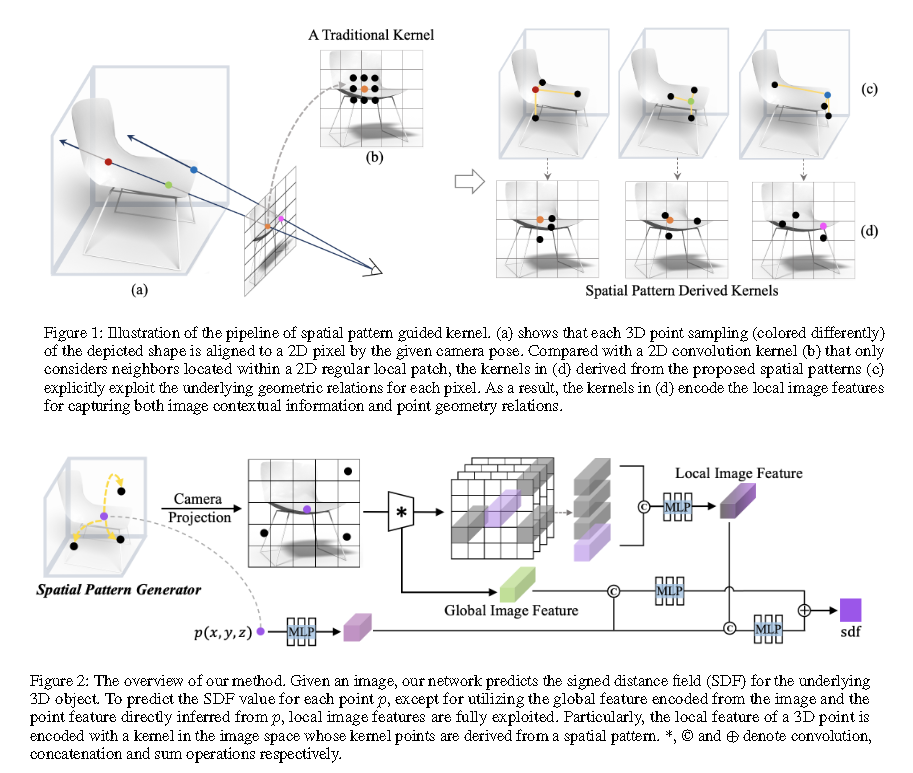 A Traditional Kernel
(b)
(a)
(c)
(d)
Spatial Pattern Derived Kernels
Figure 1: Illustration of the pipeline of spatial pattern guided kernel. (a) shows that each 3D point sampling (colored differently)
of the depicted shape is aligned to a 2D pixel by the given camera pose. Compared with a 2D convolution kernel (b) that only
considers neighbors located within a 2D regular local patch, the kernels in (d) derived from the proposed spatial patterns (c)
explicitly exploit the underlying geometric relations for each pixel. As a result, the kernels in (d) encode the local image features
for capturing both image contextual information and point geometry relations.
Spatial Pattern Generator
Camera
Projection
*
©
MLP
Local Image Feature
Global Image Feature
©
MLP
p(x,y,z)
MLP
©
MLP
⊕
sdf
Figure 2: The overview of our method. Given an image, our network predicts the signed distance field (SDF) for the underlying
3D object. To predict the SDF value for each point p, except for utilizing the global feature encoded from the image and the
point feature directly inferred from p, local image features are fully exploited. Particularly, the local feature of a 3D point is
encoded with a kernel in the image space whose kernel points are derived from a spatial pattern. *, © and ⊕ denote convolution,
concatenation and sum operations respectively.